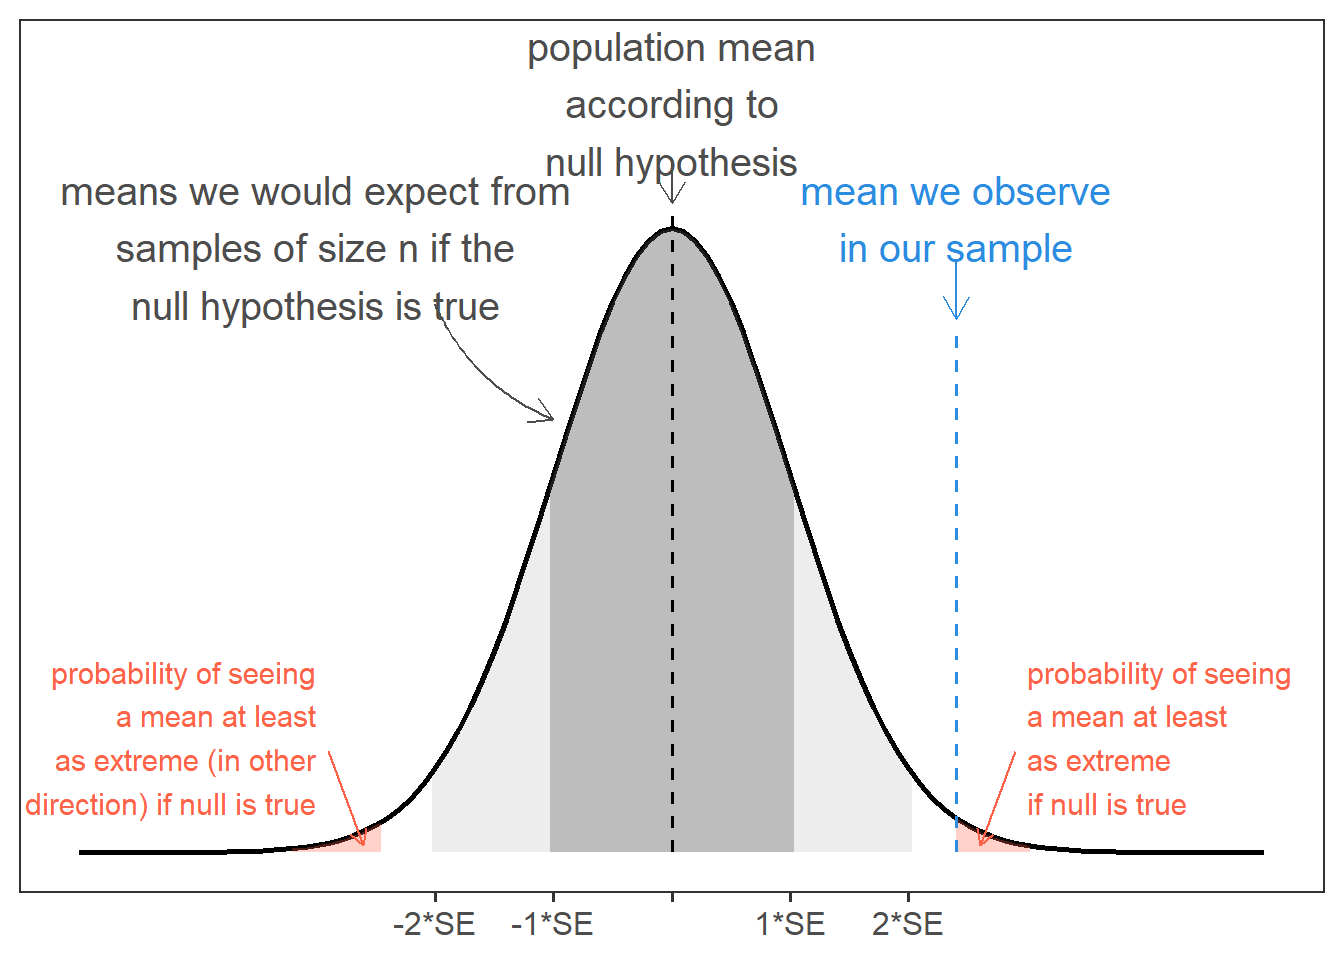 population mean
according to
null hypothesis
means we would expect from
samples of size n if the
null hypothesis is true
mean we observe
in our sample
probability of seeing
a mean at least
as extreme (in other
direction) if null is true
probability of seeing
a mean at least
as extreme
if null is true
-2*SE
-1*SE
1*SE
2*SE